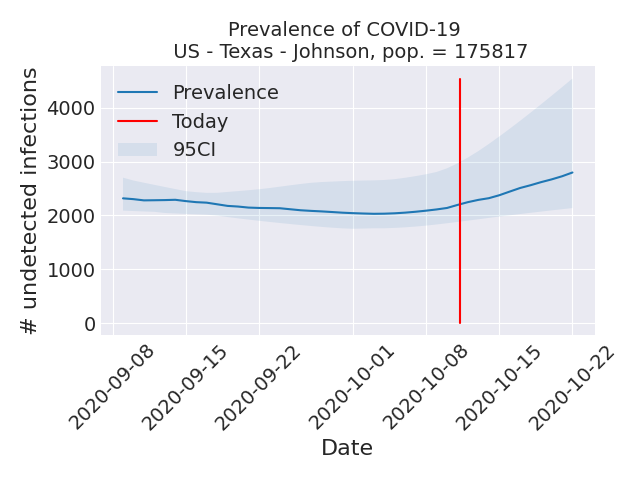 Prevalence of COVID-19
US - Texas - Johnson, pop. = 175817
# undetected infections
4000
3000
2000
1000
0
Prevalence
Today
95CI
2020-09-08
2020-09-15
2020-09-22
2020-10-01
2020-10-08
2020-10-15
2020-10-22
Date